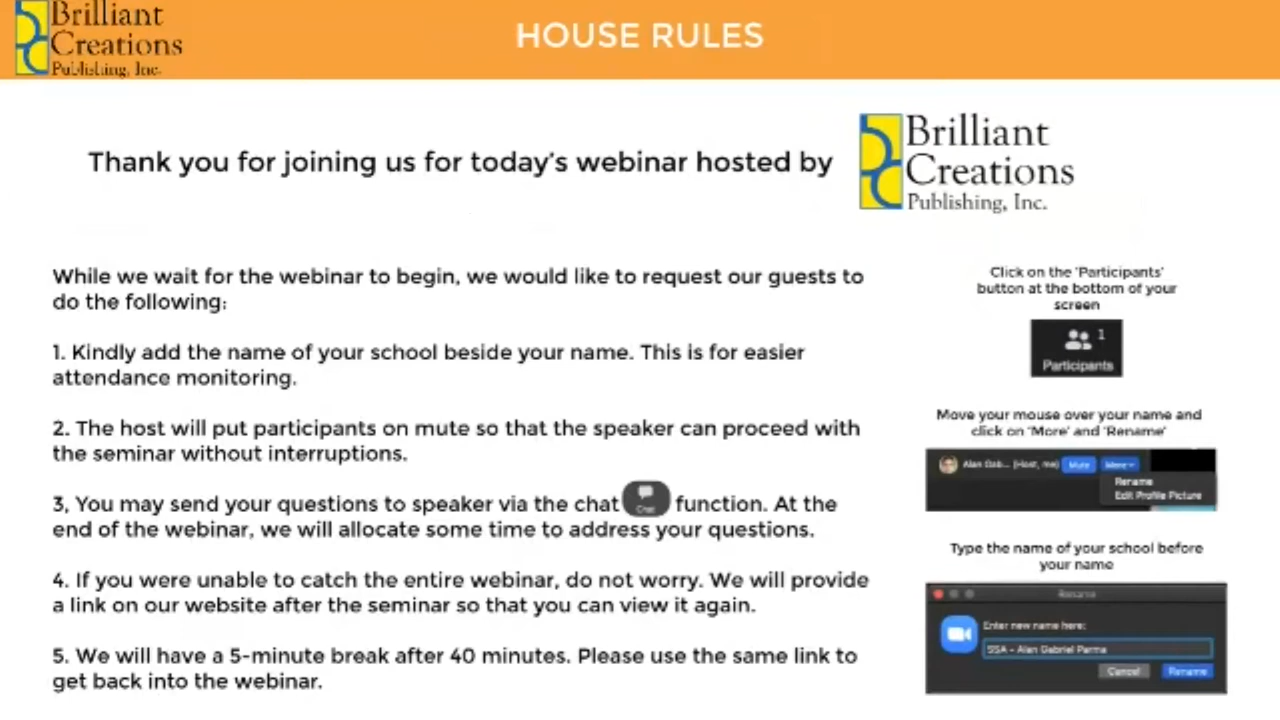 Brilliant
Creations
Publishing, Inc.
HOUSE RULES
Thank you for joining us for today's webinar hosted by
Brilliant
Creations
Publishing, Inc.
While we wait for the webinar to begin, we would like to request our guests to
do the following:
1. Kindly add the name of your school beside your name. This is for easier
attendance monitoring.
2. The host will put participants on mute so that the speaker can proceed with
the seminar without interruptions.
3, You may send your questions to speaker via the chat Chat function. At the
end of the webinar, we will allocate some time to address your questions.
4. If you were unable to catch the entire webinar, do not worry. We will provide
a link on our website after the seminar so that you can view it again.
5. We will have a 5-minute break after 40 minutes. Please use the same link to
get back into the webinar.
Click on the 'Participants'
button at the bottom of your
screen
1
Participants
Move your mouse over your name and
click on 'More' and 'Rename'
Alan Gab... (Host, me) Mute More
Rename
Edit Profile Picture
Type the name of your school before
your name
Rename
Enter new name here:
SSA - Alan Gabriel Parma
Cancel Rename